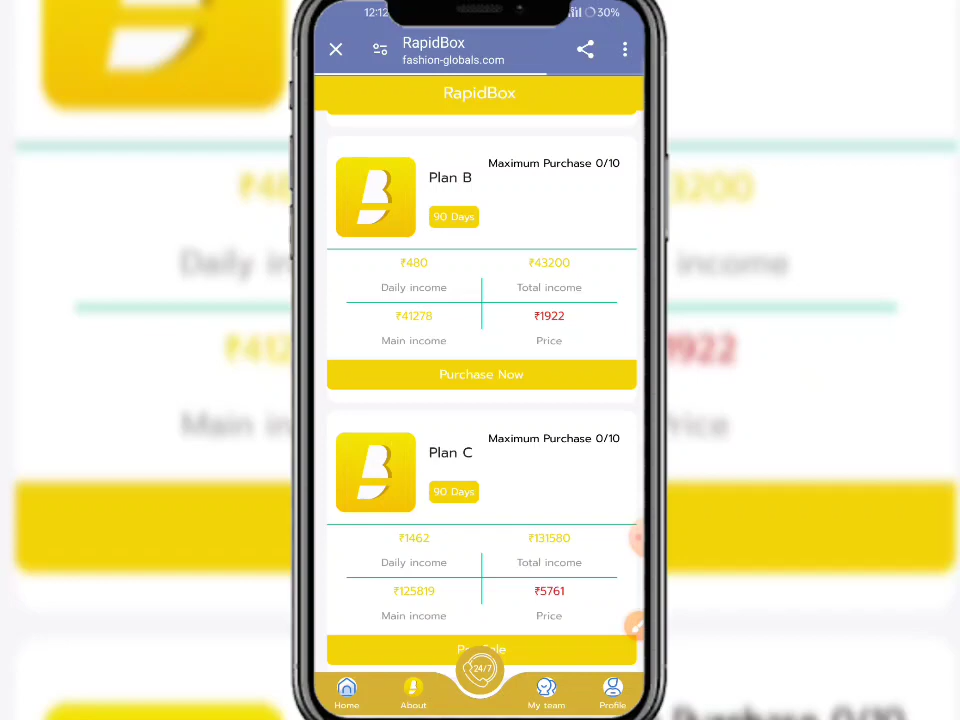 12:12
30%
RapidBox
fashion-globals.com
RapidBox
Maximum Purchase 0/10
Plan B
90 Days
₹480 ₹43200
Daily income Total income
₹41278 ₹1922
Main income Price
Purchase Now
Maximum Purchase 0/10
Plan C
90 Days
₹1462 ₹131580
Daily income Total income
₹125819 ₹5761
Main income Price
24/7
Home About My team Profile